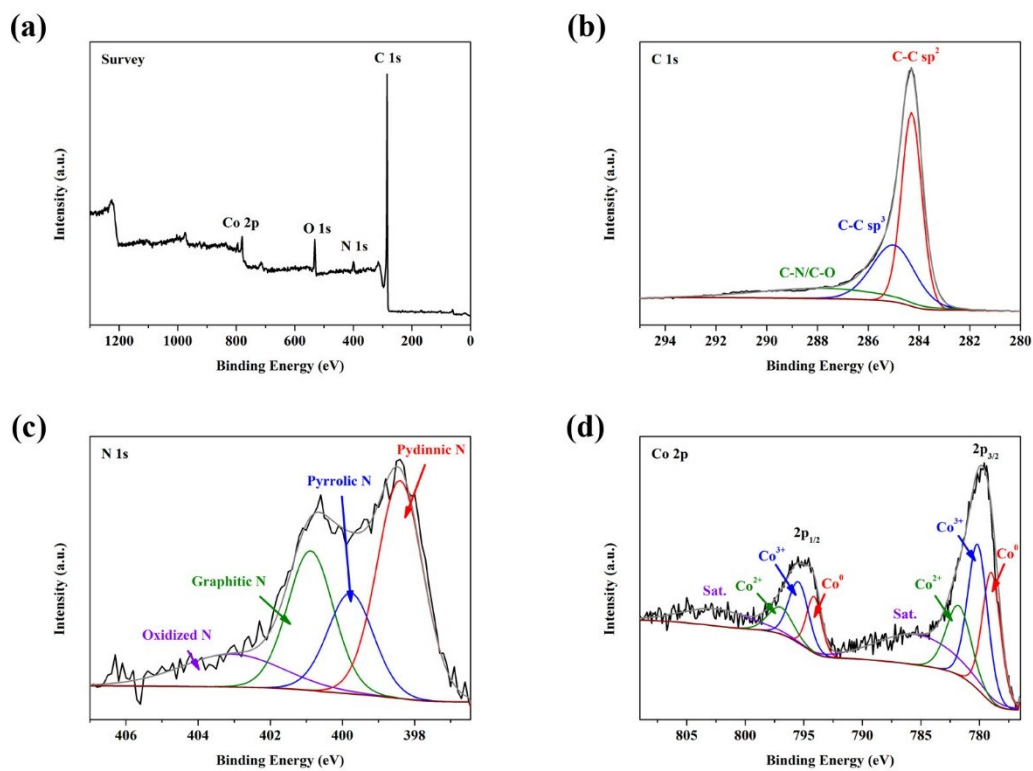 (a)
Survey
C 1s
Co 2p
O 1s
N 1s
Intensity (a.u.)
1200 1000 800 600 400 200 0
Binding Energy (eV)
(b)
C 1s
C-C sp²
C-C sp³
C-N/C-O
Intensity (a.u.)
294 292 290 288 286 284 282 280
Binding Energy (eV)
(c)
N 1s
Pydinnic N
Pyrrolic N
Graphitic N
Oxidized N
Intensity (a.u.)
406 404 402 400 398
Binding Energy (eV)
(d)
Co 2p
2p3/2
Co³⁺
Co⁰
2p1/2
Co³⁺
Co²⁺
Co⁰
Co²⁺
Sat.
Sat.
Intensity (a.u.)
805 800 795 790 785 780
Binding Energy (eV)